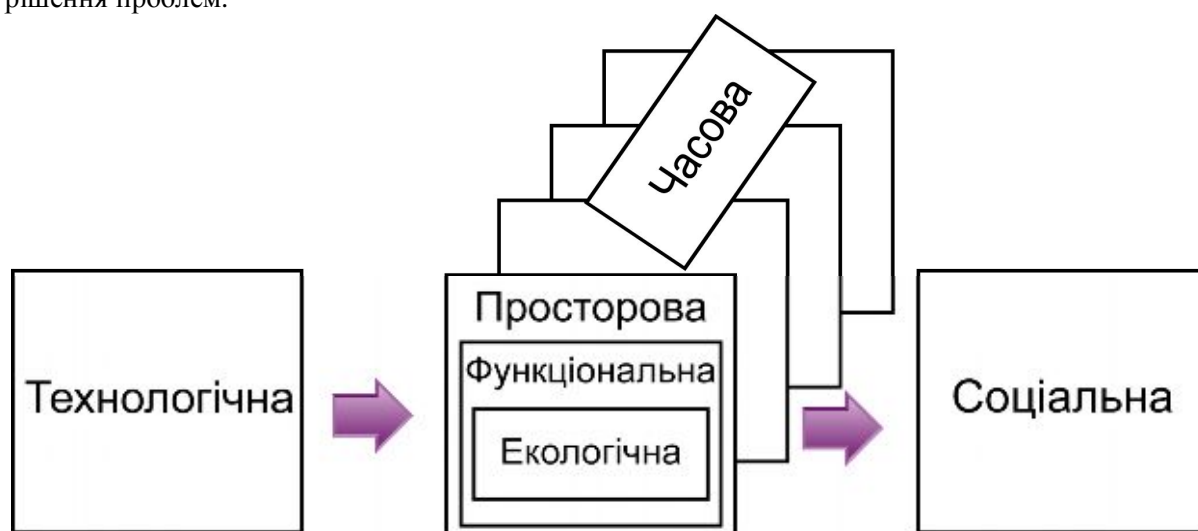 рішення проблем.
Часова
Технологічна
Просторова
Функціональна
Екологічна
Соціальна